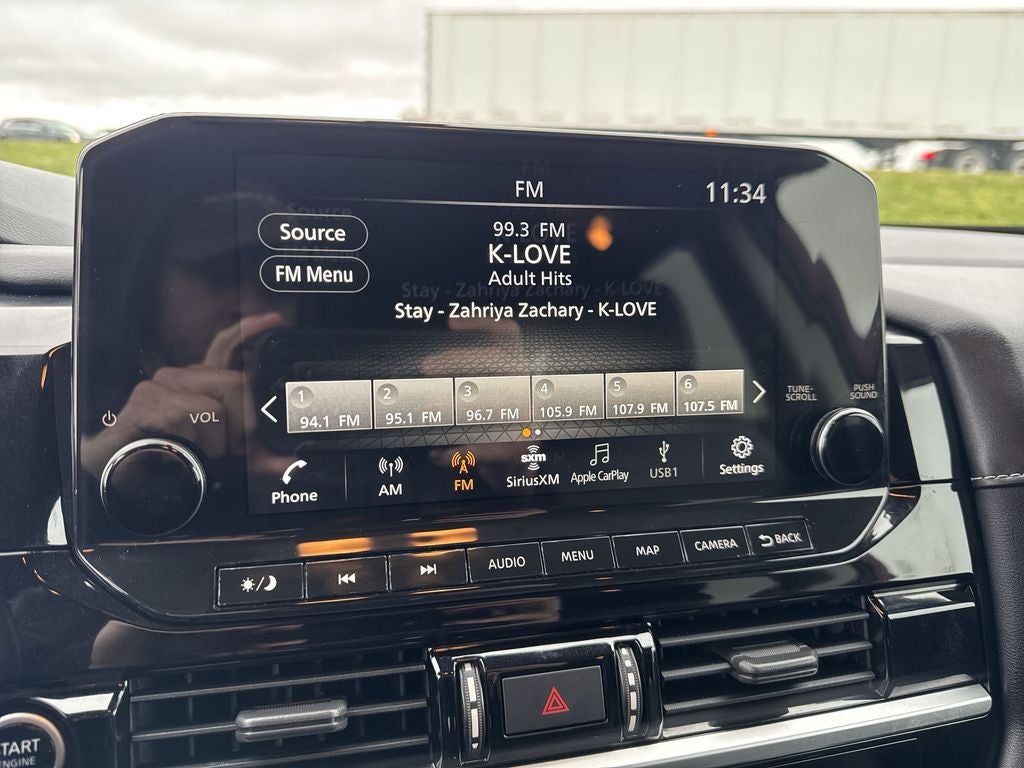 FM
11:34
Source
FM Menu
99.3 FM
K-LOVE
Adult Hits
Stay - Zahriya Zachary - K-LOVE
1
94.1 FM
2
95.1 FM
3
96.7 FM
4
105.9 FM
5
107.9 FM
6
107.5 FM
VOL
TUNE-
SCROLL
PUSH
SOUND
Phone
AM
FM
sxm
SiriusXM
Apple CarPlay
USB1
Settings
AUDIO
MENU
MAP
CAMERA
BACK
START
ENGINE